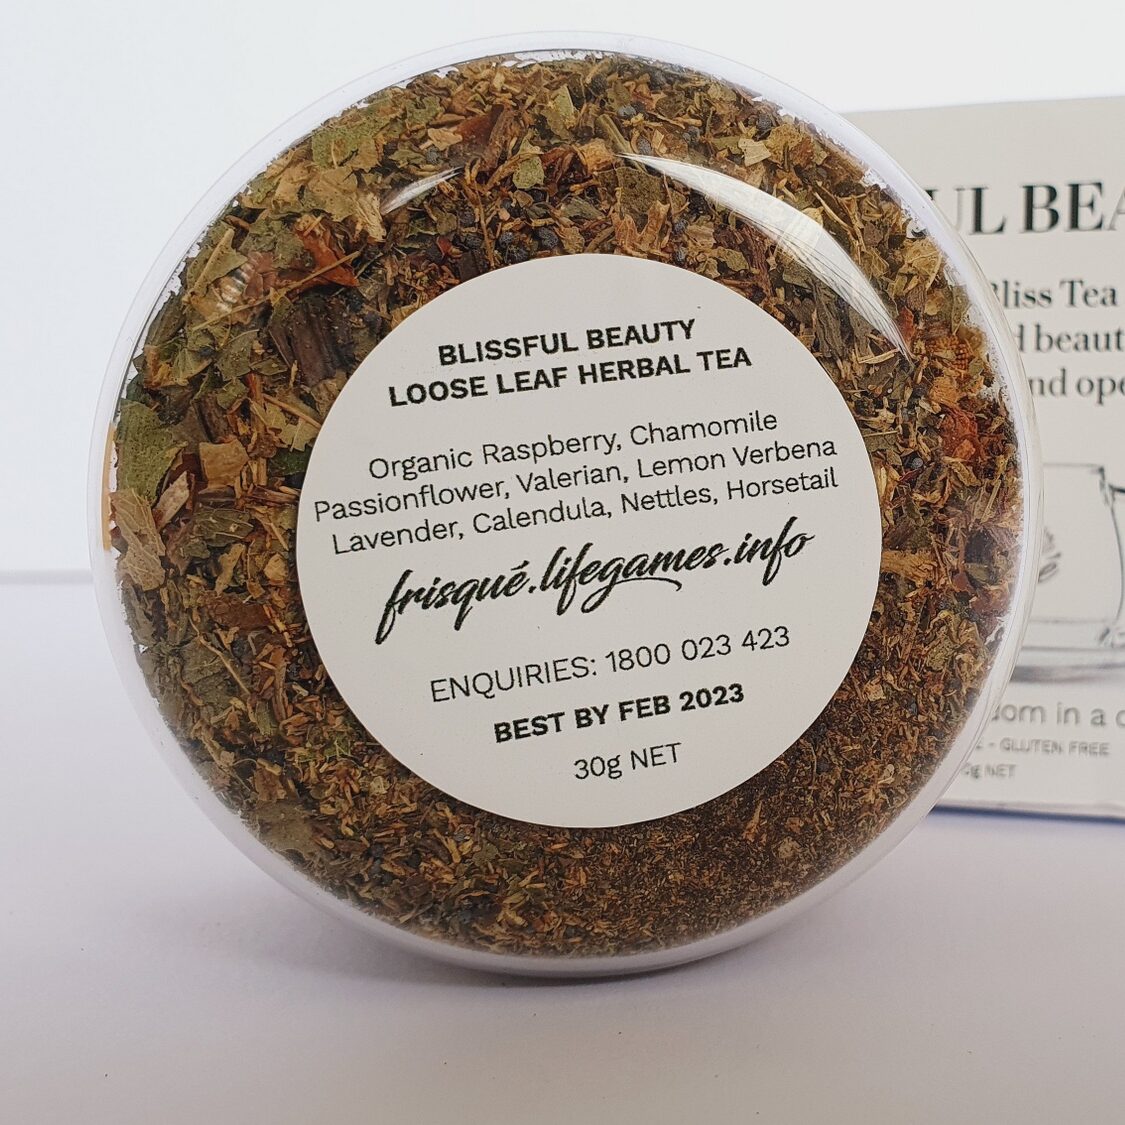 BLISSFUL BEAUTY
LOOSE LEAF HERBAL TEA
Organic Raspberry, Chamomile
Passionflower, Valerian, Lemon Verbena
Lavender, Calendula, Nettles, Horsetail
frisqué.lifegames.info
ENQUIRIES: 1800 023 423
BEST BY FEB 2023
30g NET
UL BEA
Bliss Tea
beaut
nd ope
in a
- GLUTEN FREE
NET